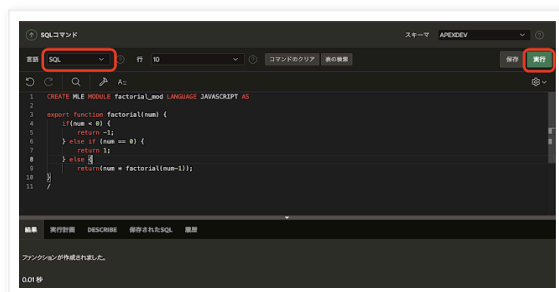 SQLコマンド スキーマ APEXDEV
言語 SQL 行 10 コマンドのクリア 表の検索 保存 実行
1 CREATE MLE MODULE factorial_mod LANGUAGE JAVASCRIPT AS
2
3 export function factorial(num) {
4 if(num < 0) {
5 return -1;
6 } else if (num == 0) {
7 return 1;
8 } else {
9 return(num * factorial(num-1));
10 }
11 /
結果 実行計画 DESCRIBE 保存されたSQL 履歴
ファンクションが作成されました。
0.01 秒